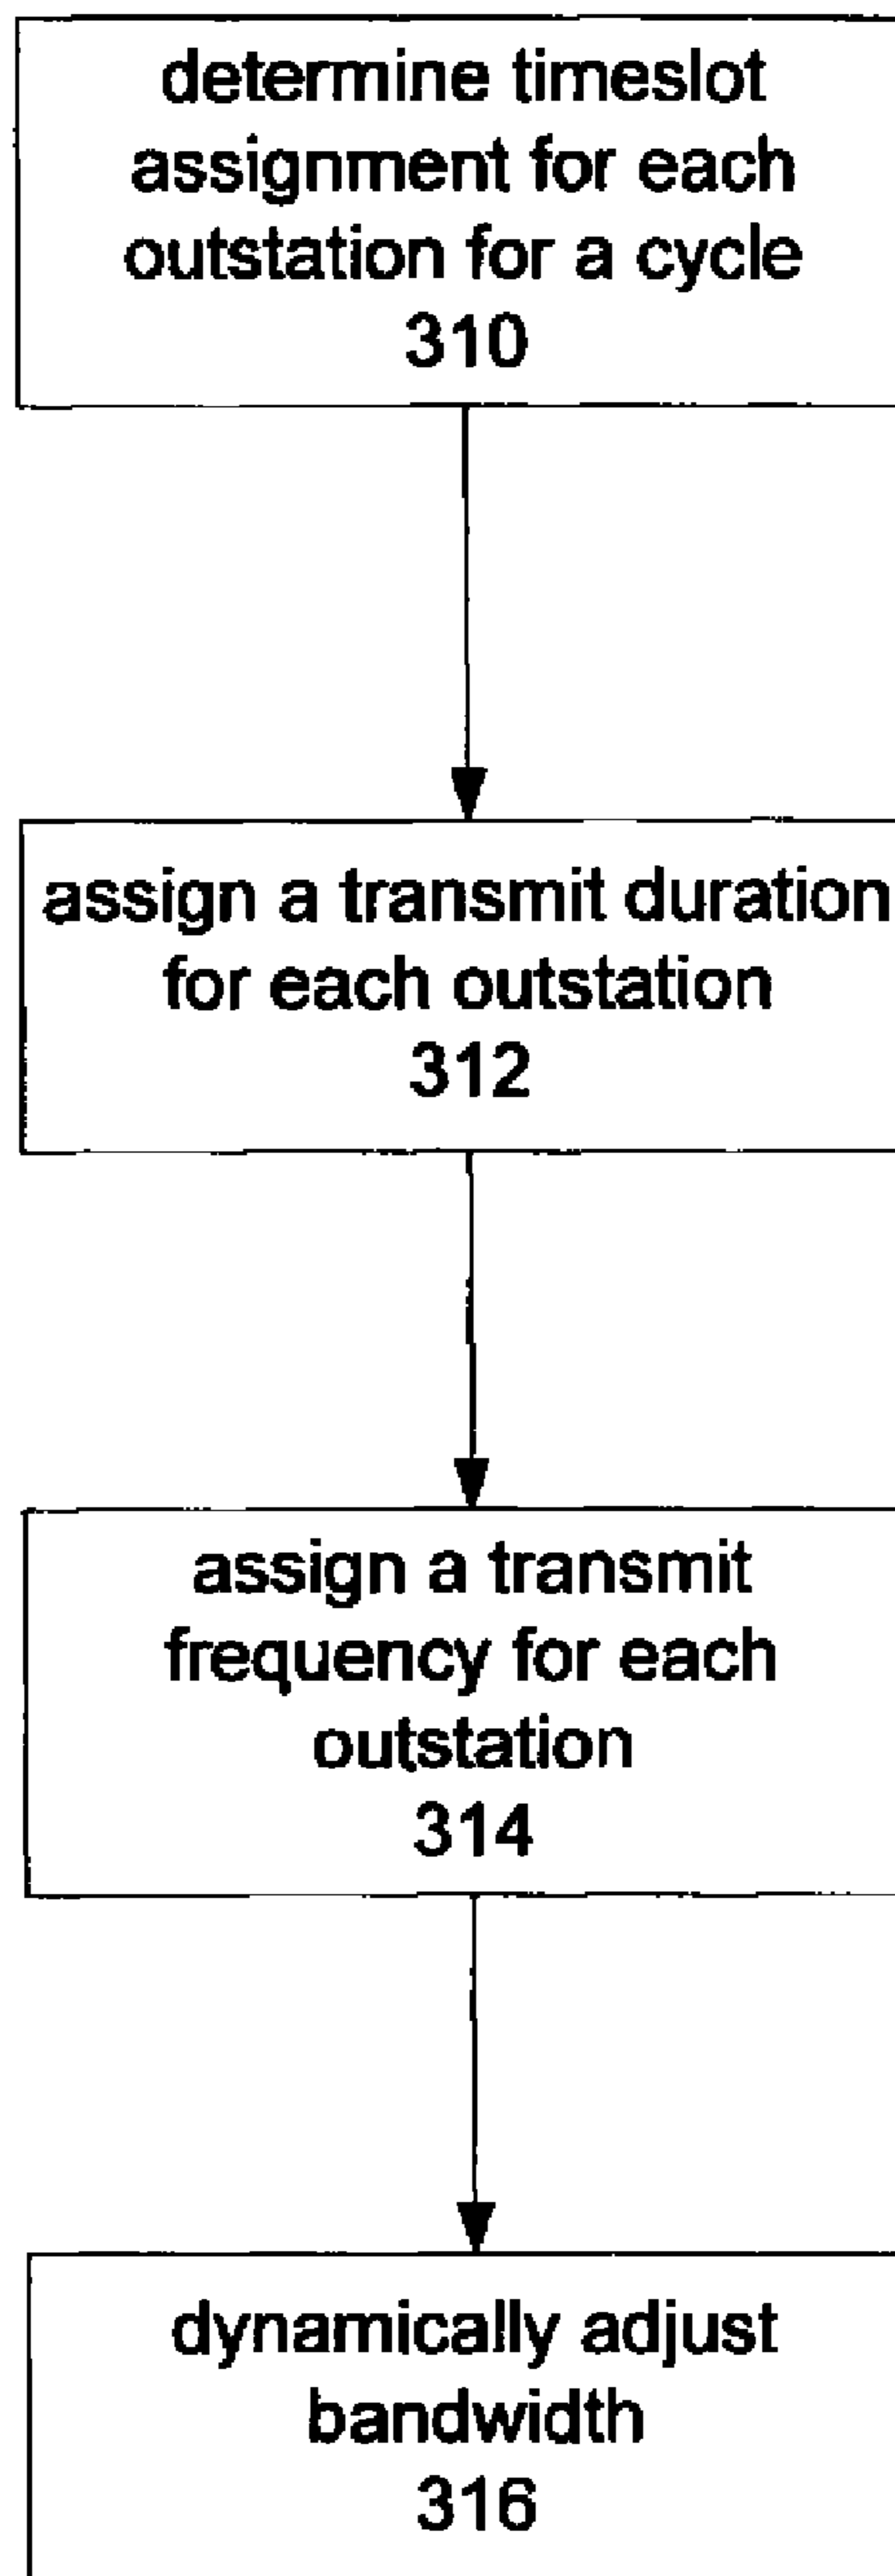 determine timeslot
assignment for each
outstation for a cycle
310
assign a transmit duration
for each outstation
312
assign a transmit
frequency for each
outstation
314
dynamically adjust
bandwidth
316